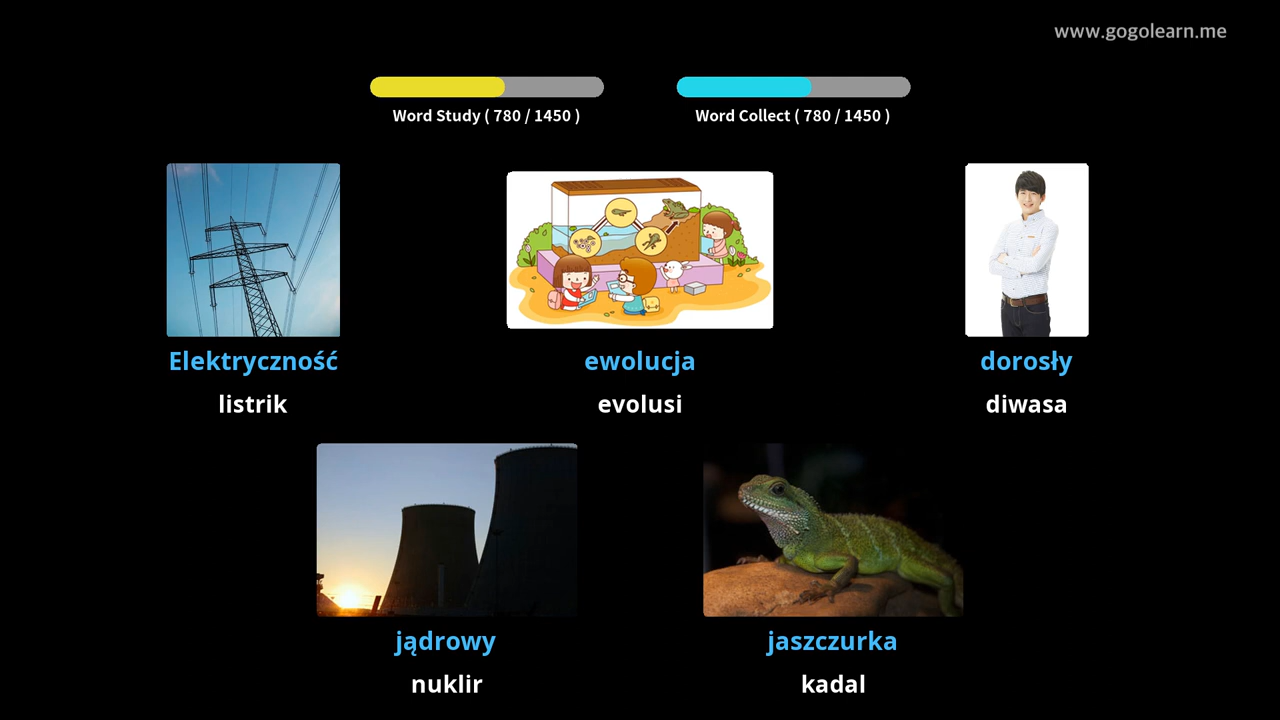 www.gogolearn.me
Word Study ( 780 / 1450 )
Word Collect ( 780 / 1450 )
Elektryczność
ewolucja
dorosły
listrik
evolusi
diwasa
jądrowy
jaszczurka
nuklir
kadal